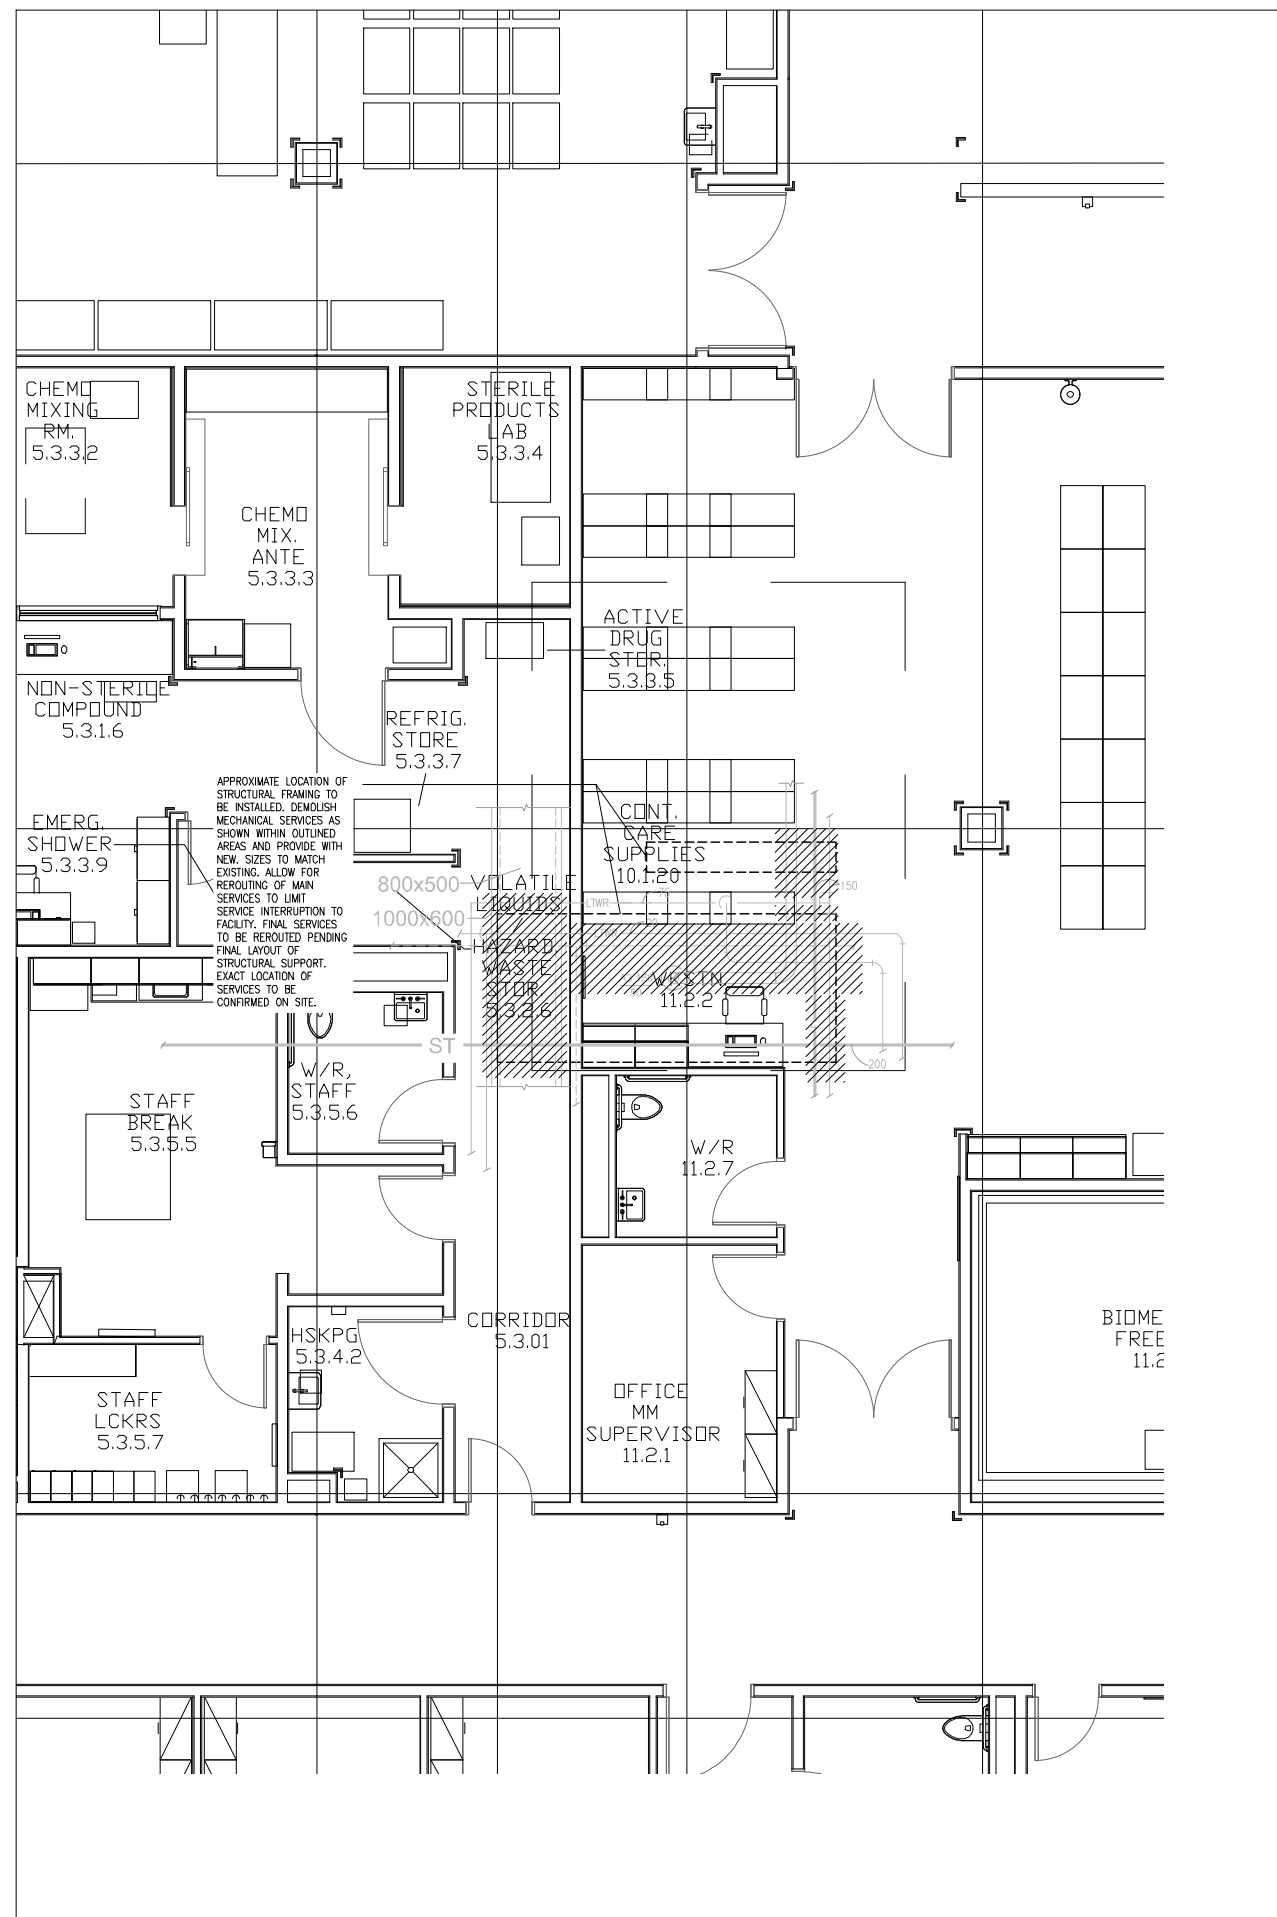 CHEMO
MIXING
RM.
5.3.3.2
STERILE
PRODUCTS
LAB
5.3.3.4
CHEMO
MIX.
ANTE
5.3.3.3
ACTIVE
DRUG
STOR.
5.3.3.5
NON-STERILE
COMPOUND
5.3.1.6
REFRIG.
STORE
5.3.3.7
APPROXIMATE LOCATION OF
STRUCTURAL FRAMING TO
BE INSTALLED. DEMOLISH
MECHANICAL SERVICES AS
SHOWN WITHIN OUTLINED
AREAS AND PROVIDE WITH
NEW. SIZES TO MATCH
EXISTING. ALLOW FOR
REROUTING OF MAIN
SERVICES TO LIMIT
SERVICE INTERRUPTION TO
FACILITY. FINAL SERVICES
TO BE REROUTED PENDING
FINAL LAYOUT OF
STRUCTURAL SUPPORT.
EXACT LOCATION OF
SERVICES TO BE
CONFIRMED ON SITE.
EMERG.
SHOWER
5.3.3.9
CONT.
CARE
SUPPLIES
10.1.20
800x500
1000x600
VOLATILE
LIQUIDS
HAZARD.
WASTE
STOR.
5.3.2.6
75
150
LTWR
LTWR
WKSTN.
11.2.2
ST
200
W/R,
STAFF
5.3.5.6
STAFF
BREAK
5.3.5.5
W/R
11.2.7
CORRIDOR
5.3.01
HSKPG
5.3.4.2
BIOME
FREE
11.2
OFFICE
MM
SUPERVISOR
11.2.1
STAFF
LCKRS
5.3.5.7